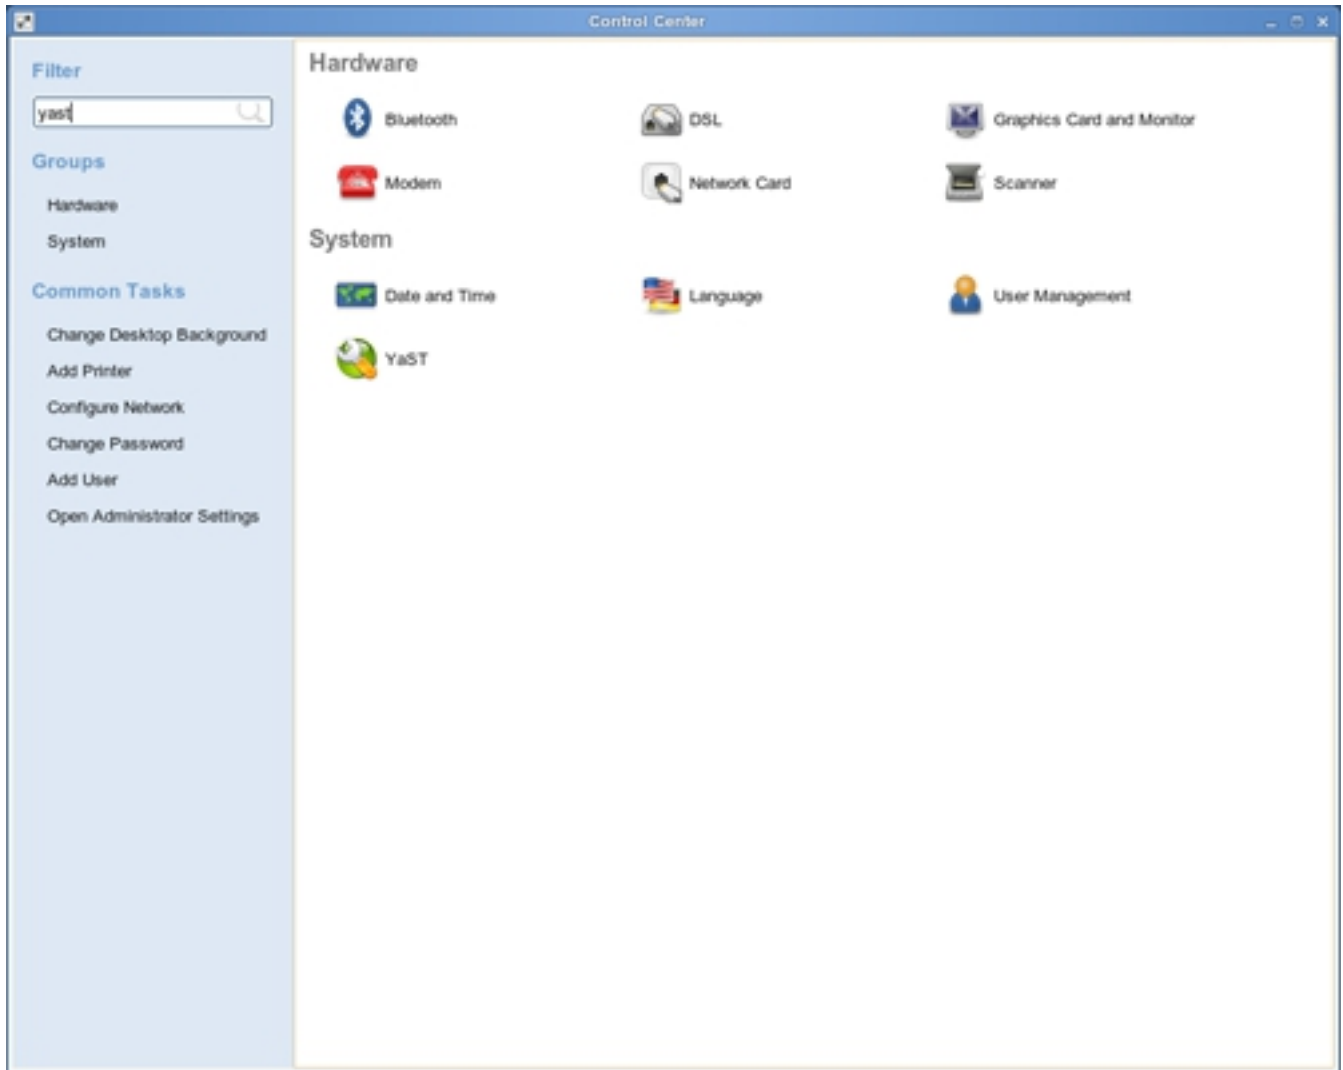 Control Center
Filter
yast
Groups
Hardware
System
Common Tasks
Change Desktop Background
Add Printer
Configure Network
Change Password
Add User
Open Administrator Settings
Hardware
Bluetooth
DSL
Graphics Card and Monitor
Modem
Network Card
Scanner
System
Date and Time
Language
User Management
YaST